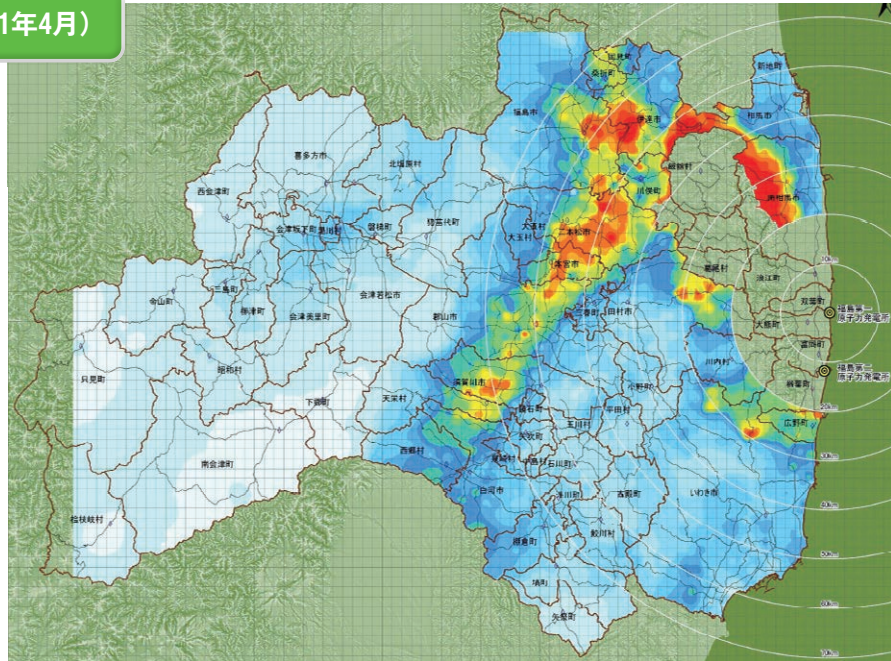 1年4月)
国見町
桑折町
新地町
福島市
伊達市
相馬市
飯舘村
喜多方市
北塩原村
川俣町
南相馬市
西会津町
猪苗代町
会津坂下町
湯川村
磐梯町
大玉村
大玉村
二本松市
本宮市
葛尾村
浪江町
10km
三島町
金山町
柳津町
会津美里町
会津若松市
郡山市
三春町
田村市
双葉町
福島第一
原子力発電所
大熊町
富岡町
昭和村
川内村
福島第二
原子力発電所
只見町
下郷町
天栄村
須賀川市
小野町
楢葉町
20km
鏡石町
平田村
玉川村
広野町
矢吹町
西郷村
南会津町
泉崎村
中島村
石川町
30km
白河市
浅川町
古殿町
いわき市
檜枝岐村
40km
棚倉町
鮫川村
50km
塙町
60km
矢祭町
70km